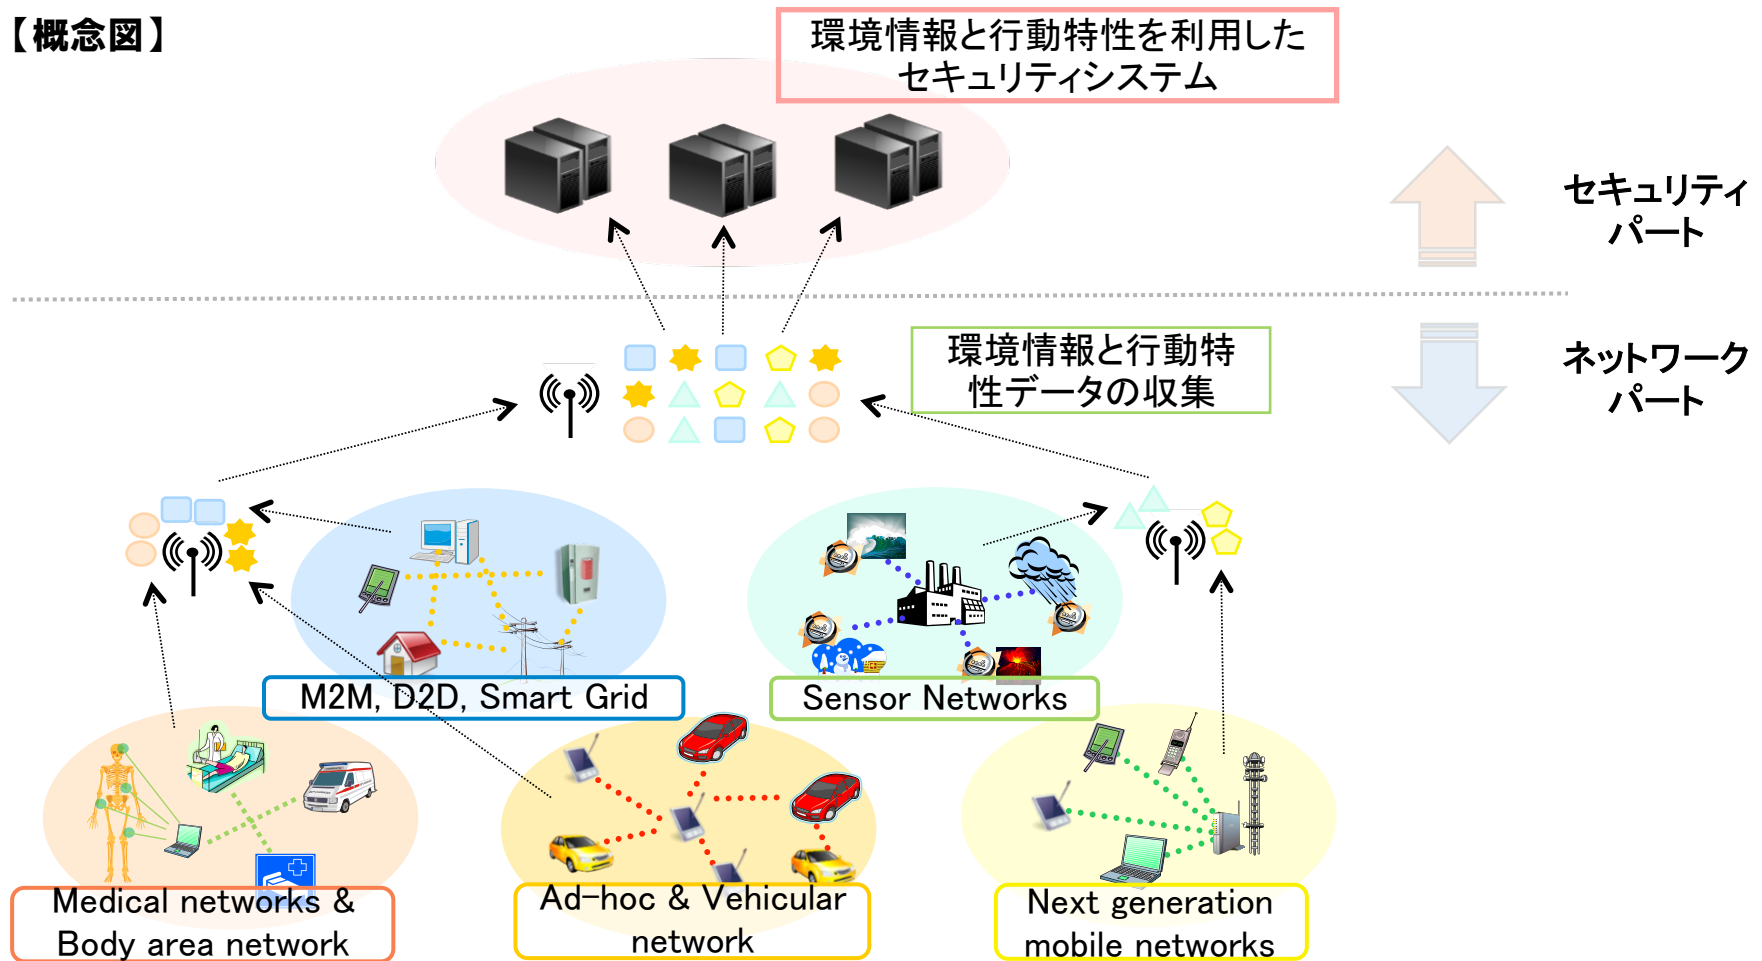 【概念図】
環境情報と行動特性を利用した
セキュリティシステム
セキュリティ
パート
環境情報と行動特
性データの収集
ネットワーク
パート
M2M, D2D, Smart Grid
Sensor Networks
Medical networks &
Body area network
Ad-hoc & Vehicular
network
Next generation
mobile networks